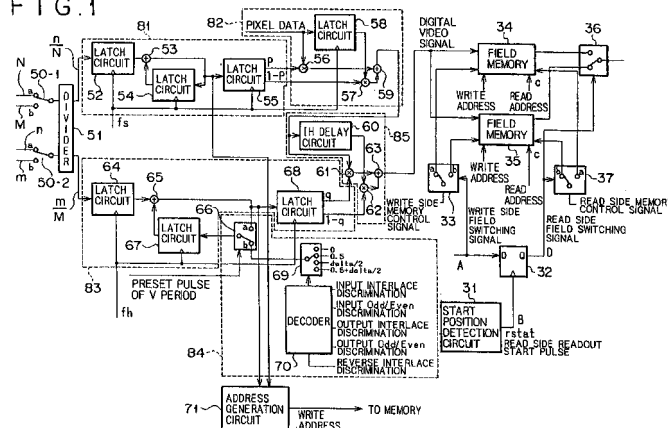 FIG.1
81
82
PIXEL DATA
LATCH CIRCUIT
58
DIGITAL VIDEO SIGNAL
34
FIELD MEMORY
36
n
N
LATCH CIRCUIT
53
52
54
LATCH CIRCUIT
LATCH CIRCUIT
55
P
1-P
56
57
59
N
50-1
a
b
M
n
a
b
m
50-2
DIVIDER
51
fs
WRITE ADDRESS
READ ADDRESS
c
FIELD MEMORY
35
c
WRITE ADDRESS
READ ADDRESS
1H DELAY CIRCUIT
60
85
61
63
62
a
b
33
a
b
37
WRITE SIDE MEMORY CONTROL SIGNAL
READ SIDE MEMOR CONTROL SIGNAL
WRITE SIDE FIELD SWITCHING SIGNAL
READ SIDE FIELD SWITCHING SIGNAL
m
M
64
LATCH CIRCUIT
65
66
a
b
67
LATCH CIRCUIT
68
LATCH CIRCUIT
q
1-q
83
PRESET PULSE OF V PERIOD
fh
69
0
0.5
delta/2
0.5+delta/2
A
D
Q
D
32
31
START POSITION DETECTION CIRCUIT
B
rstat
READ SIDE READOUT START PULSE
84
DECODER
70
INPUT INTERLACE DISCRIMINATION
INPUT Odd/Even DISCRIMINATION
OUTPUT INTERLACE DISCRIMINATION
OUTPUT Odd/Even DISCRIMINATION
REVERSE INTERLACE DISCRIMINATION
71
ADDRESS GENERATION CIRCUIT
WRITE ADDRESS
TO MEMORY